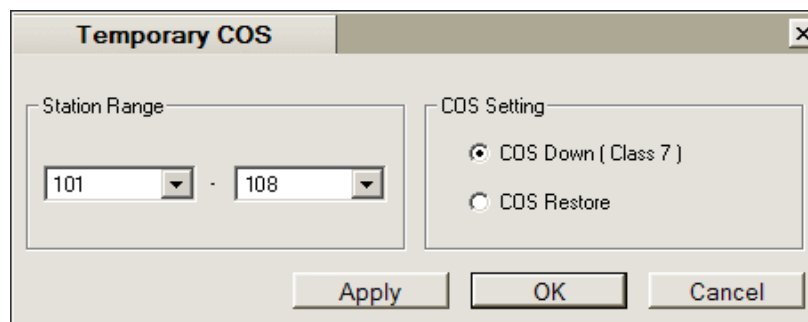 Temporary COS
Station Range
101 - 108
COS Setting
COS Down ( Class 7 )
COS Restore
Apply OK Cancel